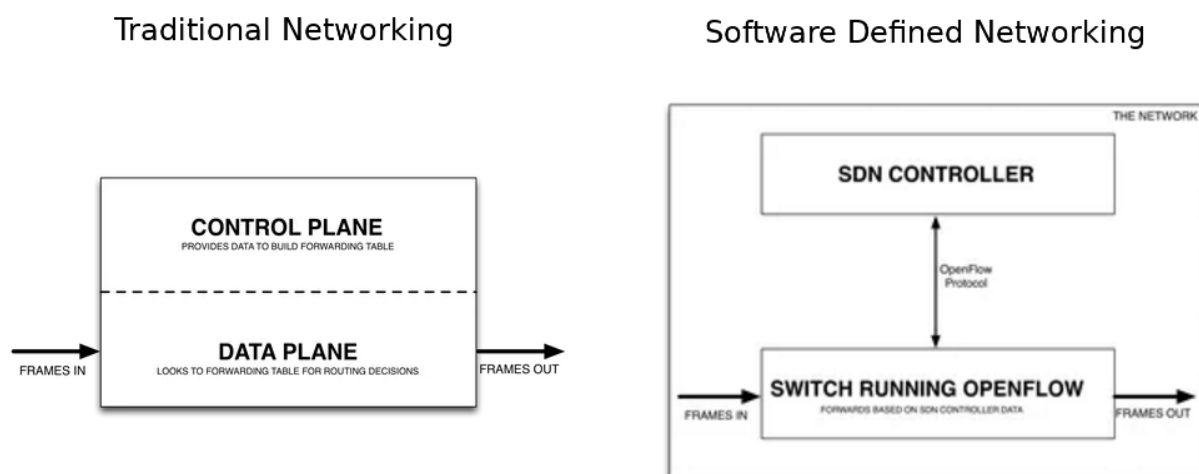 Traditional Networking
CONTROL PLANE
PROVIDES DATA TO BUILD FORWARDING TABLE
DATA PLANE
LOOKS TO FORWARDING TABLE FOR ROUTING DECISIONS
FRAMES IN
FRAMES OUT
Software Defined Networking
THE NETWORK
SDN CONTROLLER
OpenFlow
Protocol
SWITCH RUNNING OPENFLOW
FORWARDS BASED ON SDN CONTROLLER DATA
FRAMES IN
FRAMES OUT